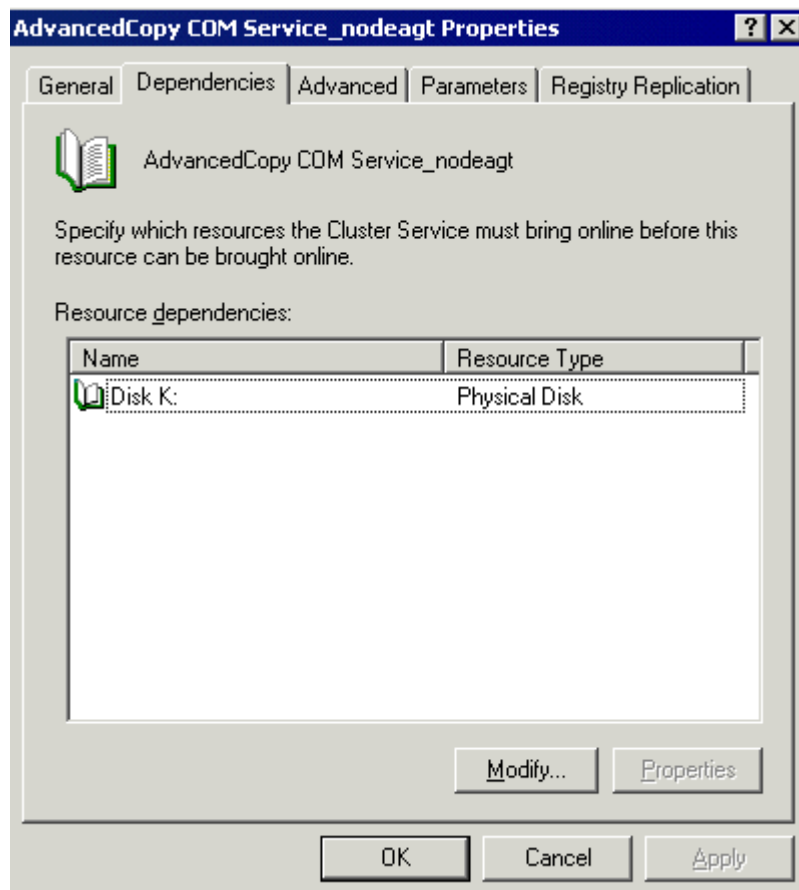 AdvancedCopy COM Service_nodeagt Properties ? X
General Dependencies Advanced Parameters Registry Replication
AdvancedCopy COM Service_nodeagt
Specify which resources the Cluster Service must bring online before this
resource can be brought online.
Resource dependencies:
Name Resource Type
Disk K: Physical Disk
Modify... Properties
OK Cancel Apply